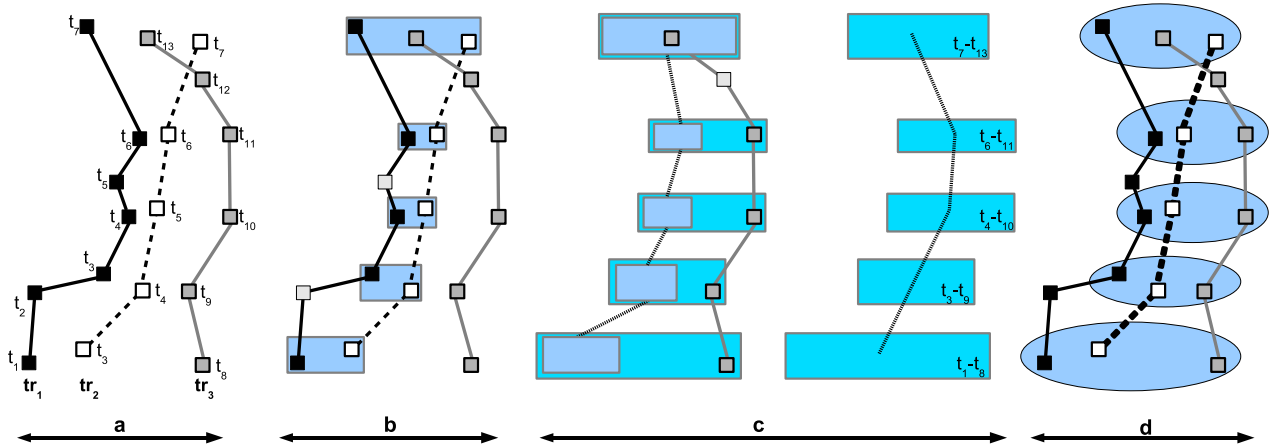 t7
t13
t7
t12
t6
t6
t11
t5
t4
t5
t10
t3
t2
t4
t9
t1
t3
t8
tr1 tr2 tr3
t7-t13
t6-t11
t4-t10
t3-t9
t1-t8
a b c d